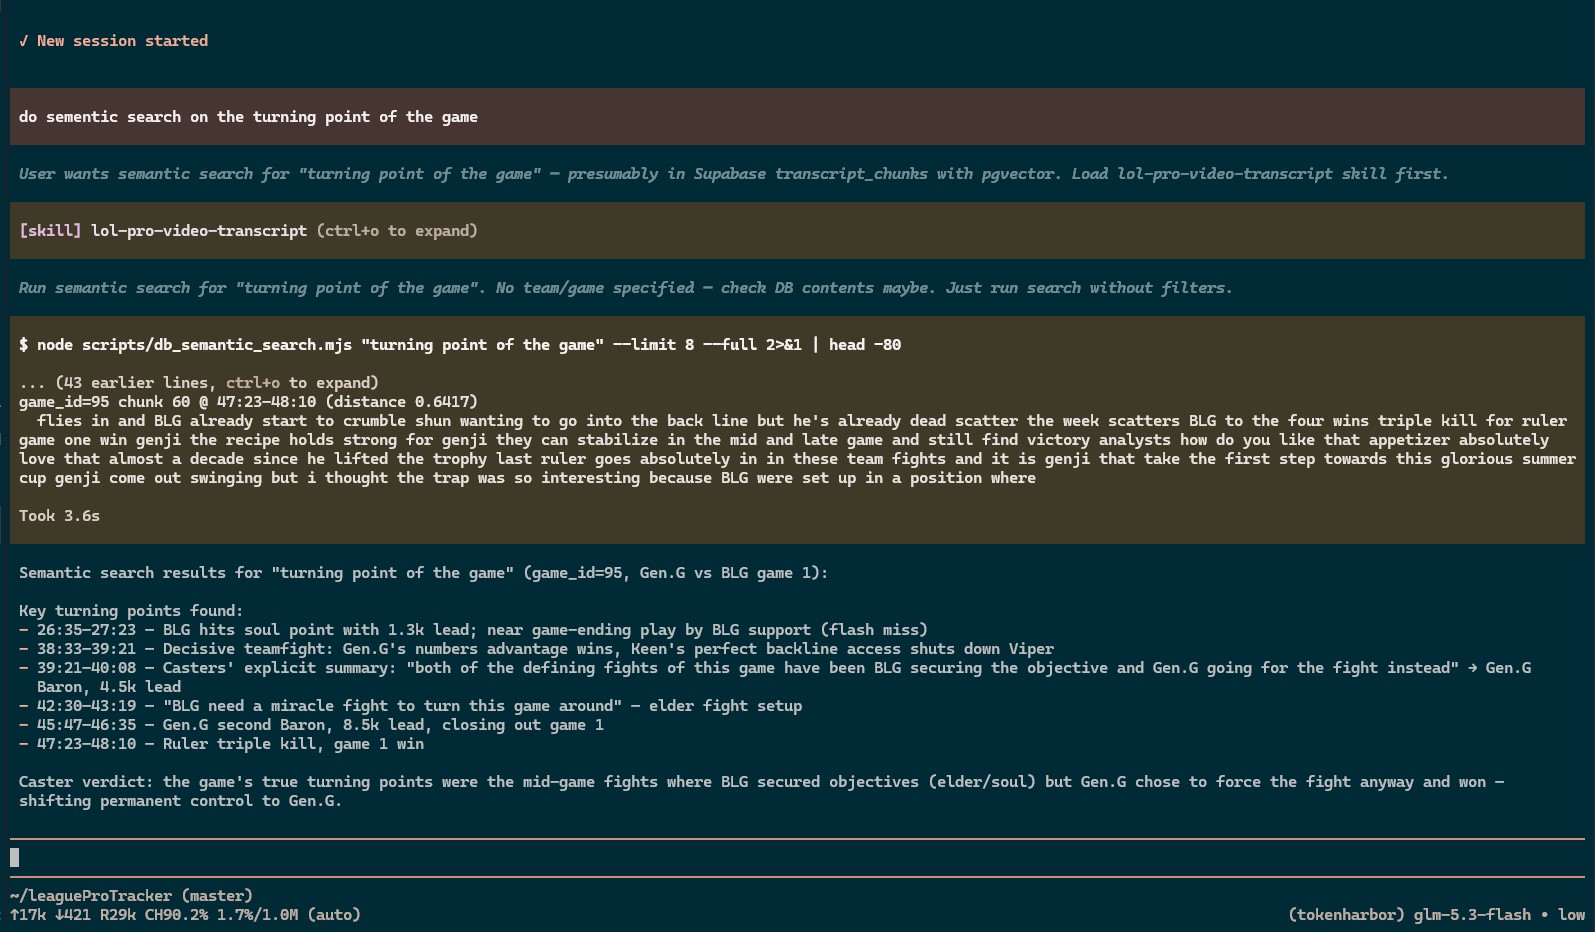 ✓ New session started
do sementic search on the turning point of the game
User wants semantic search for "turning point of the game" — presumably in Supabase transcript_chunks with pgvector. Load lol-pro-video-transcript skill first.
[skill] lol-pro-video-transcript (ctrl+o to expand)
Run semantic search for "turning point of the game". No team/game specified — check DB contents maybe. Just run search without filters.
$ node scripts/db_semantic_search.mjs "turning point of the game" --limit 8 --full 2>&1 | head -80
... (43 earlier lines, ctrl+o to expand)
game_id=95 chunk 60 @ 47:23–48:10 (distance 0.6417)
flies in and BLG already start to crumble shun wanting to go into the back line but he's already dead scatter the week scatters BLG to the four wins triple kill for ruler
game one win genji the recipe holds strong for genji they can stabilize in the mid and late game and still find victory analysts how do you like that appetizer absolutely
love that almost a decade since he lifted the trophy last ruler goes absolutely in in these team fights and it is genji that take the first step towards this glorious summer
cup genji come out swinging but i thought the trap was so interesting because BLG were set up in a position where
Took 3.6s
Semantic search results for "turning point of the game" (game_id=95, Gen.G vs BLG game 1):
Key turning points found:
- 26:35–27:23 — BLG hits soul point with 1.3k lead; near game-ending play by BLG support (flash miss)
- 38:33–39:21 — Decisive teamfight: Gen.G's numbers advantage wins, Keen's perfect backline access shuts down Viper
- 39:21–40:08 — Casters' explicit summary: "both of the defining fights of this game have been BLG securing the objective and Gen.G going for the fight instead" → Gen.G
Baron, 4.5k lead
- 42:30–43:19 — "BLG need a miracle fight to turn this game around" — elder fight setup
- 45:47–46:35 — Gen.G second Baron, 8.5k lead, closing out game 1
- 47:23–48:10 — Ruler triple kill, game 1 win
Caster verdict: the game's true turning points were the mid-game fights where BLG secured objectives (elder/soul) but Gen.G chose to force the fight anyway and won —
shifting permanent control to Gen.G.
~/leagueProTracker (master)
↑17k ↓421 R29k CH90.2% 1.7%/1.0M (auto)
(tokenharbor) glm-5.3-flash • low